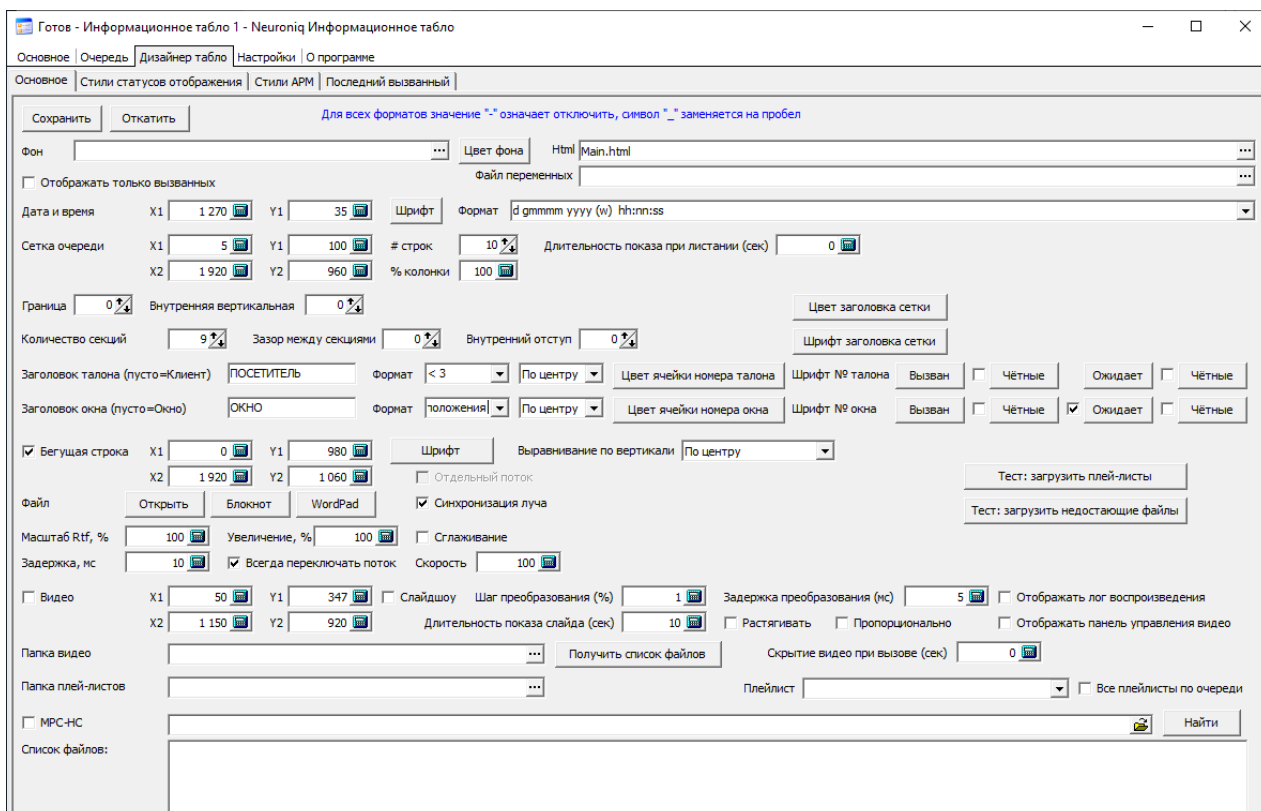 Готов - Информационное табло 1 - Neuroniq Информационное табло
Основное Очередь Дизайнер табло Настройки О программе
Основное Стили статусов отображения Стили АРМ Последний вызванный
Сохранить Откатить Для всех форматов значение "-" означает отключить, символ "_" заменяется на пробел
Фон ... Цвет фона Html Main.html ...
Отображать только вызванных Файл переменных ...
Дата и время X1 1 270 Y1 35 Шрифт Формат d gmmmm yyyy (w) hh:nn:ss
Сетка очереди X1 5 Y1 100 # строк 10 Длительность показа при листании (сек) 0
X2 1 920 Y2 960 % колонки 100
Граница 0 Внутренняя вертикальная 0 Цвет заголовка сетки
Количество секций 9 Зазор между секциями 0 Внутренний отступ 0 Шрифт заголовка сетки
Заголовок талона (пусто=Клиент) ПОСЕТИТЕЛЬ Формат < 3 По центру Цвет ячейки номера талона Шрифт № талона Вызван Чётные Ожидает Чётные
Заголовок окна (пусто=Окно) ОКНО Формат положения По центру Цвет ячейки номера окна Шрифт № окна Вызван Чётные Ожидает Чётные
Бегущая строка X1 0 Y1 980 Шрифт Выравнивание по вертикали По центру
X2 1 920 Y2 1 060 Отдельный поток Тест: загрузить плей-листы
Файл Открыть Блокнот WordPad Синхронизация луча Тест: загрузить недостающие файлы
Масштаб Rtf, % 100 Увеличение, % 100 Сглаживание
Задержка, мс 10 Всегда переключать поток Скорость 100
Видео X1 50 Y1 347 Слайдшоу Шаг преобразования (%) 1 Задержка преобразования (мс) 5 Отображать лог воспроизведения
X2 1 150 Y2 920 Длительность показа слайда (сек) 10 Растягивать Пропорционально Отображать панель управления видео
Папка видео ... Получить список файлов Скрытие видео при вызове (сек) 0
Папка плей-листов ... Плейлист Все плейлисты по очереди
MPC-HC Найти
Список файлов: